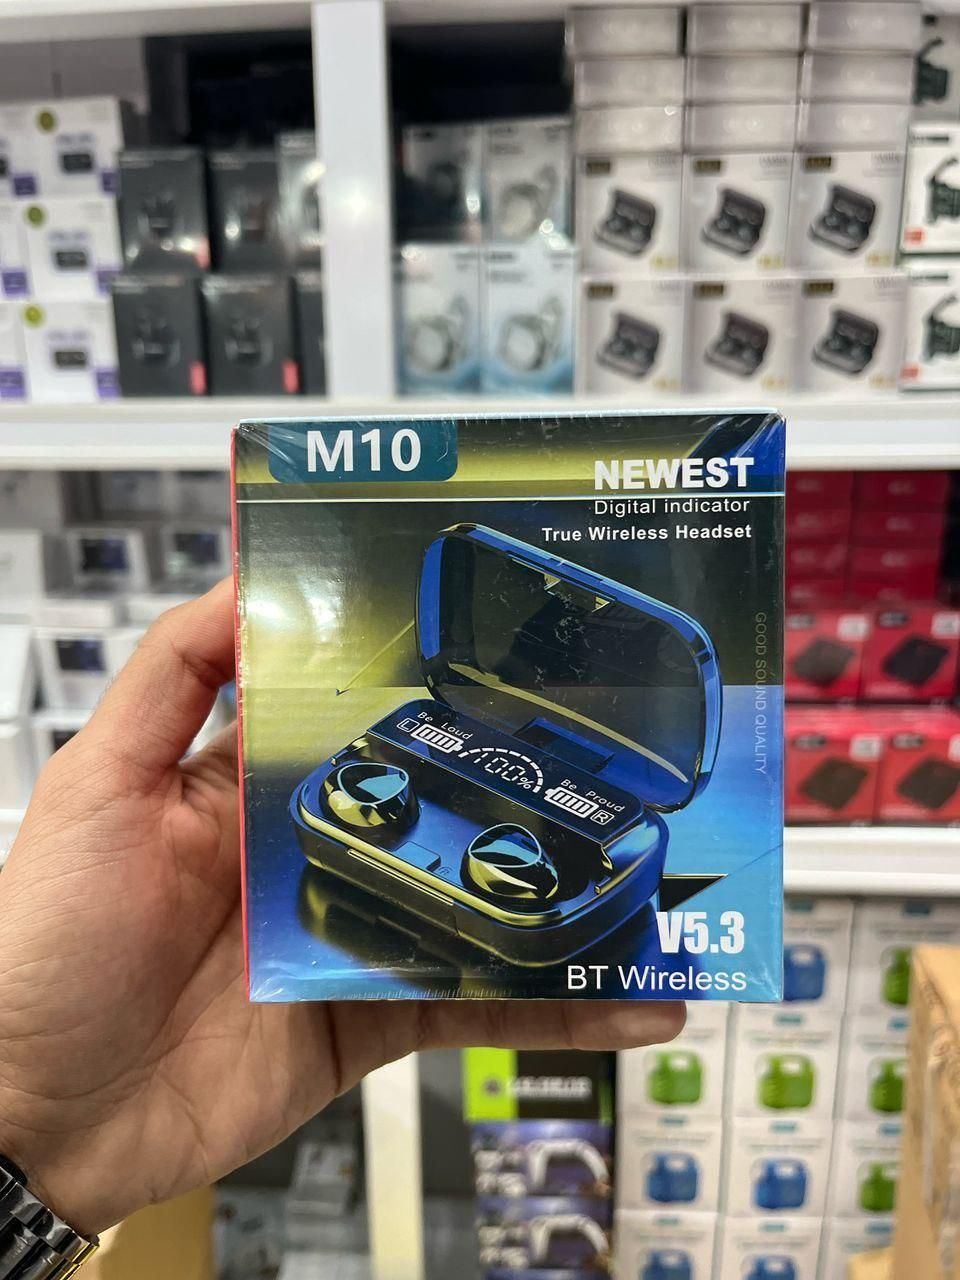 M10
NEWEST
Digital indicator
True Wireless Headset
GOOD SOUND QUALITY
Be Loud
L
100%
Be Proud
R
V5.3
BT Wireless